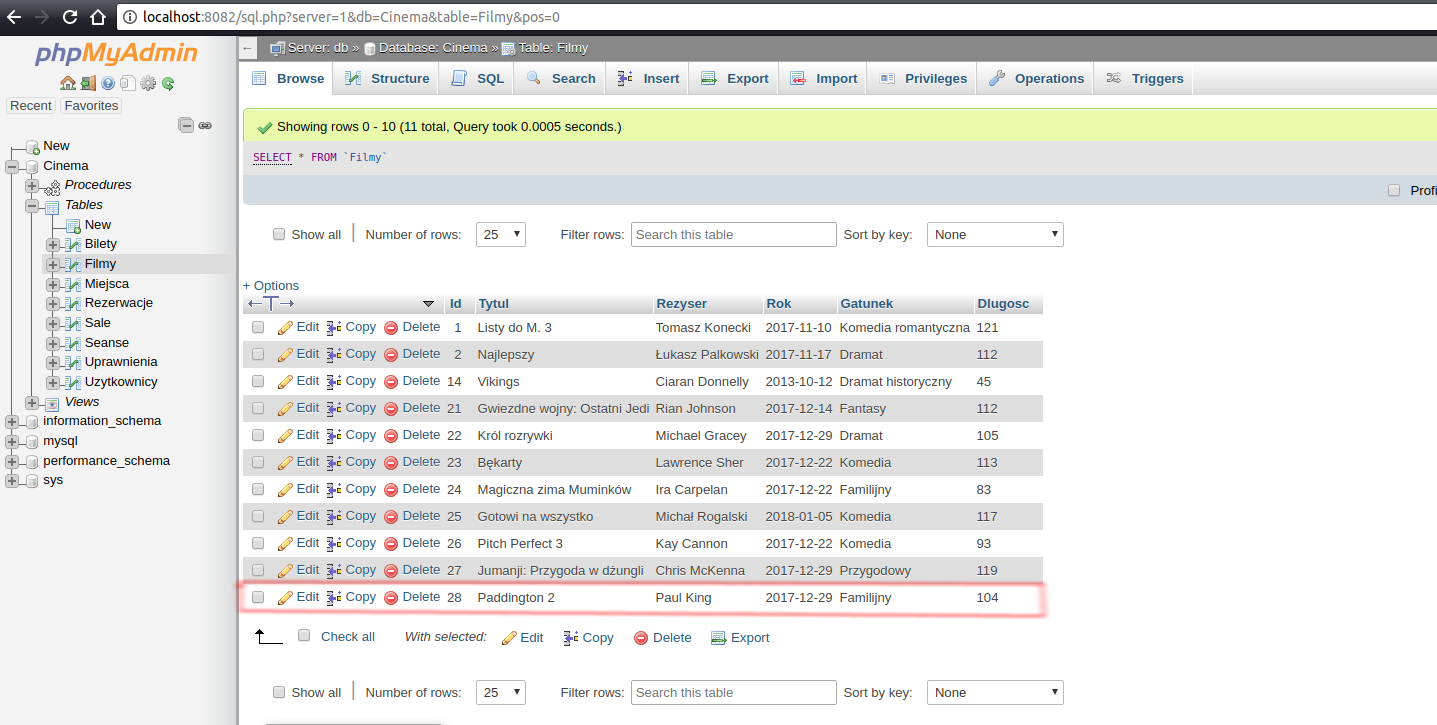 localhost:8082/sql.php?server=1&db=Cinema&table=Filmy&pos=0
phpMyAdmin
Recent Favorites
New
Cinema
Procedures
Tables
New
Bilety
Filmy
Miejsca
Rezerwacje
Sale
Seanse
Uprawnienia
Uzytkownicy
Views
information_schema
mysql
performance_schema
sys
Server: db » Database: Cinema » Table: Filmy
Browse Structure SQL Search Insert Export Import Privileges Operations Triggers
Showing rows 0 - 10 (11 total, Query took 0.0005 seconds.)
SELECT * FROM `Filmy`
Profi
Show all Number of rows: 25 Filter rows: Search this table Sort by key: None
+ Options
Id Tytul Rezyser Rok Gatunek Dlugosc
Edit Copy Delete 1 Listy do M. 3 Tomasz Konecki 2017-11-10 Komedia romantyczna 121
Edit Copy Delete 2 Najlepszy Łukasz Palkowski 2017-11-17 Dramat 112
Edit Copy Delete 14 Vikings Ciaran Donnelly 2013-10-12 Dramat historyczny 45
Edit Copy Delete 21 Gwiezdne wojny: Ostatni Jedi Rian Johnson 2017-12-14 Fantasy 112
Edit Copy Delete 22 Król rozrywki Michael Gracey 2017-12-29 Dramat 105
Edit Copy Delete 23 Bękarty Lawrence Sher 2017-12-22 Komedia 113
Edit Copy Delete 24 Magiczna zima Muminków Ira Carpelan 2017-12-22 Familijny 83
Edit Copy Delete 25 Gotowi na wszystko Michał Rogalski 2018-01-05 Komedia 117
Edit Copy Delete 26 Pitch Perfect 3 Kay Cannon 2017-12-22 Komedia 93
Edit Copy Delete 27 Jumanji: Przygoda w dżungli Chris McKenna 2017-12-29 Przygodowy 119
Edit Copy Delete 28 Paddington 2 Paul King 2017-12-29 Familijny 104
Check all With selected: Edit Copy Delete Export
Show all Number of rows: 25 Filter rows: Search this table Sort by key: None